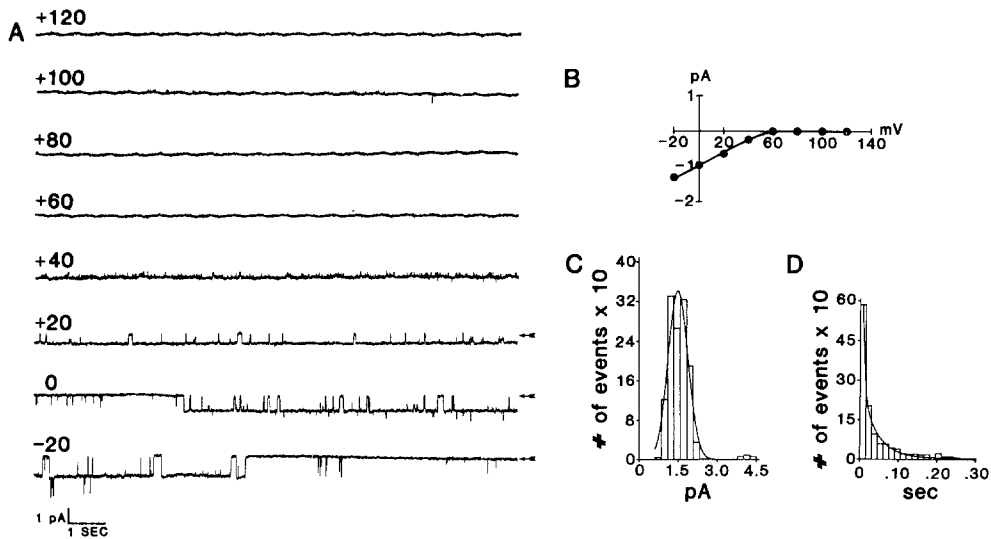 A
+120
+100
+80
+60
+40
+20
0
-20
1 pA
1 SEC
B
pA
1
mV
-20 20 60 100 140
-1
-2
C
# of events x 10
40
32
24
16
8
0
0 1.5 3.0 4.5
pA
D
# of events x 10
60
45
30
15
0
0 .10 .20 .30
sec